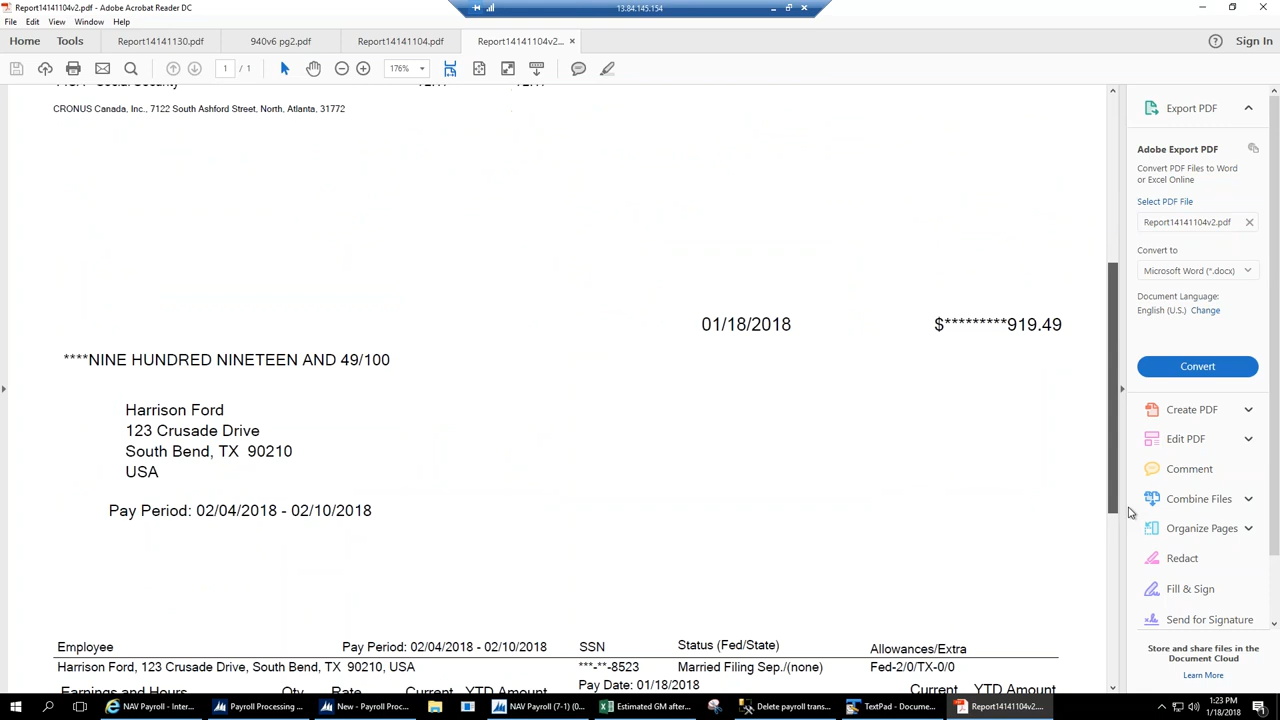 Report14141104v2.pdf - Adobe Acrobat Reader DC
13.84.145.154
File Edit View Window Help
Home Tools Report14141130.pdf 940v6 pg2.pdf Report14141104.pdf Report14141104v2... × Sign In
1 / 1 176%
CRONUS Canada, Inc., 7122 South Ashford Street, North, Atlanta, 31772
01/18/2018 $*********919.49
****NINE HUNDRED NINETEEN AND 49/100
Harrison Ford
123 Crusade Drive
South Bend, TX 90210
USA
Pay Period: 02/04/2018 - 02/10/2018
Employee Pay Period: 02/04/2018 - 02/10/2018 SSN Status (Fed/State) Allowances/Extra
Harrison Ford, 123 Crusade Drive, South Bend, TX 90210, USA ***-**-8523 Married Filing Sep./(none) Fed-2/0/TX-0/0
Pay Date: 01/18/2018
Earnings and Hours Qty Rate Current YTD Amount Current YTD Amount
Export PDF
Adobe Export PDF
Convert PDF Files to Word
or Excel Online
Select PDF File
Report14141104v2.pdf
Convert to
Microsoft Word (*.docx)
Document Language:
English (U.S.) Change
Convert
Create PDF
Edit PDF
Comment
Combine Files
Organize Pages
Redact
Fill & Sign
Send for Signature
Store and share files in the
Document Cloud
Learn More
NAV Payroll - Inter... Payroll Processing ... New - Payroll Proc... NAV Payroll (7-1) (0... Estimated GM after... Delete payroll trans... TextPad - Docume... Report14141104v2....
1:23 PM
1/18/2018